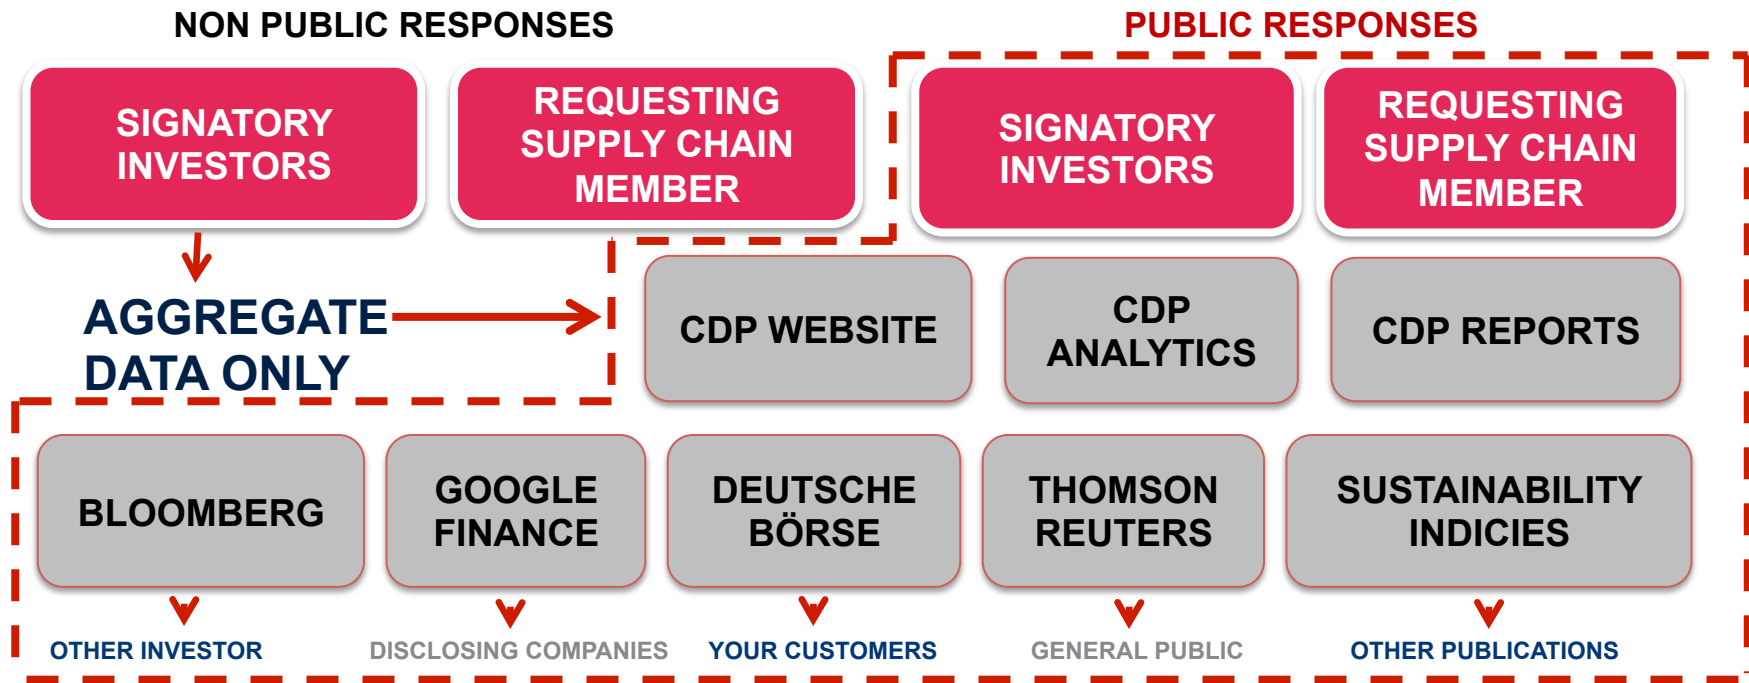 NON PUBLIC RESPONSES
PUBLIC RESPONSES
SIGNATORY
INVESTORS
REQUESTING
SUPPLY CHAIN
MEMBER
SIGNATORY
INVESTORS
REQUESTING
SUPPLY CHAIN
MEMBER
AGGREGATE
DATA ONLY
CDP WEBSITE
CDP
ANALYTICS
CDP REPORTS
BLOOMBERG
GOOGLE
FINANCE
DEUTSCHE
BÖRSE
THOMSON
REUTERS
SUSTAINABILITY
INDICIES
OTHER INVESTOR
DISCLOSING COMPANIES
YOUR CUSTOMERS
GENERAL PUBLIC
OTHER PUBLICATIONS